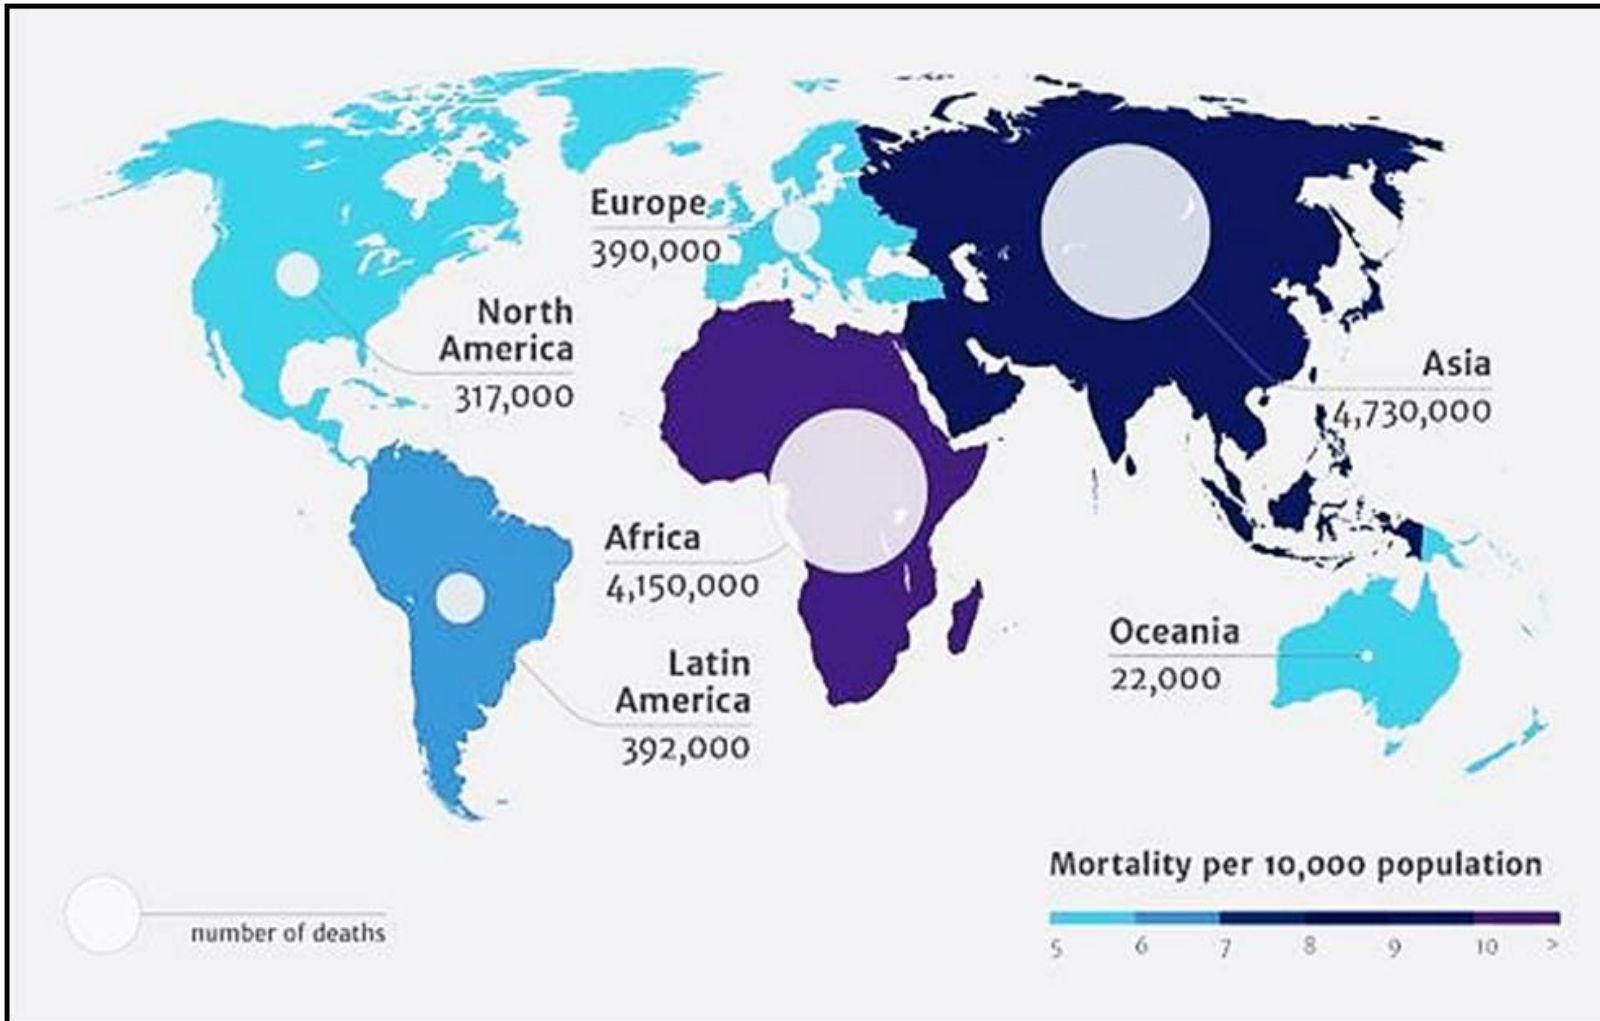 Europe
390,000
North
America
317,000
Asia
4,730,000
Africa
4,150,000
Latin
America
392,000
Oceania
22,000
Mortality per 10,000 population
5 6 7 8 9 10 >
number of deaths